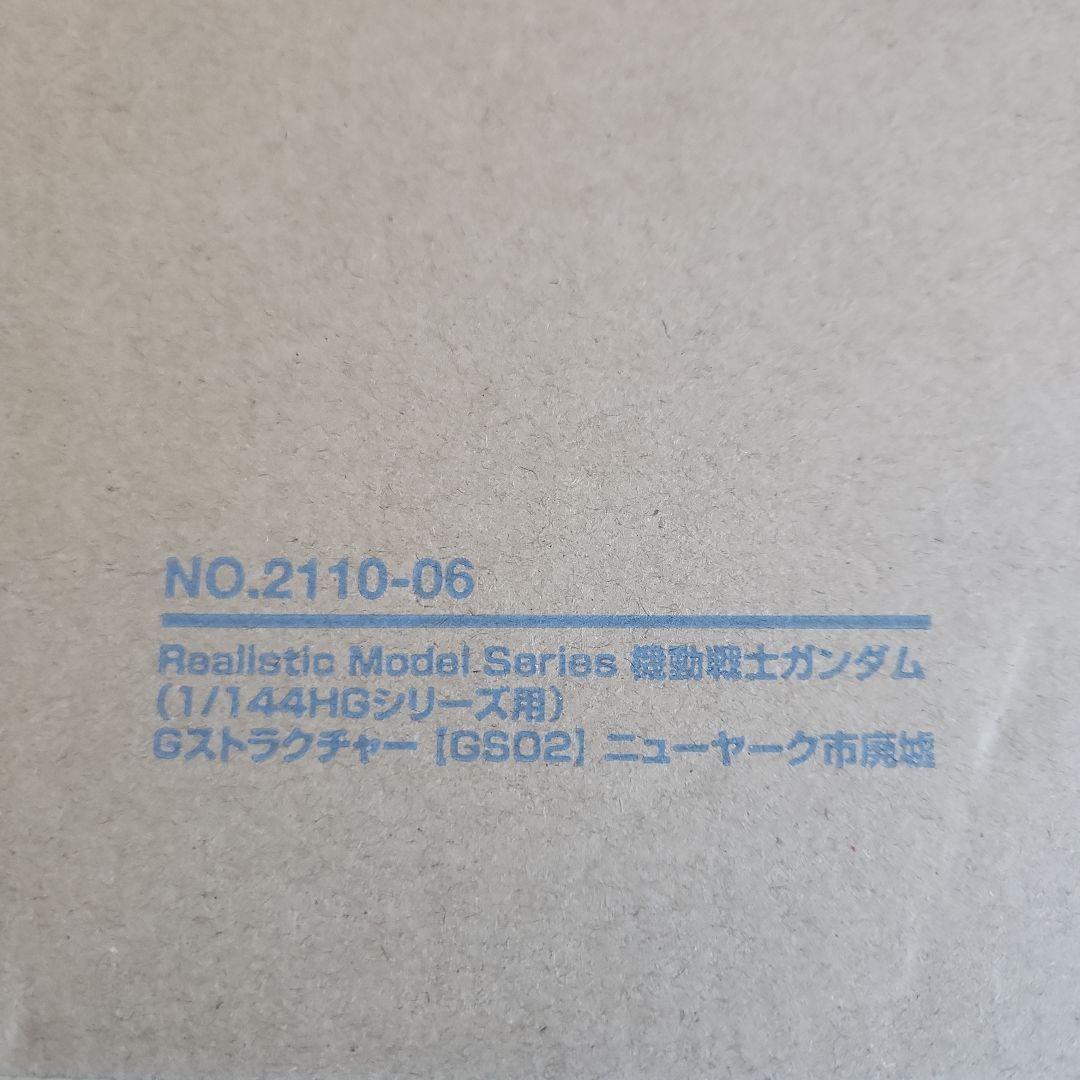 NO.2110-06
Realistic Model Series 機動戦士ガンダム
(1/144HGシリーズ用)
Gストラクチャー [GS02] ニューヤーク市廃墟